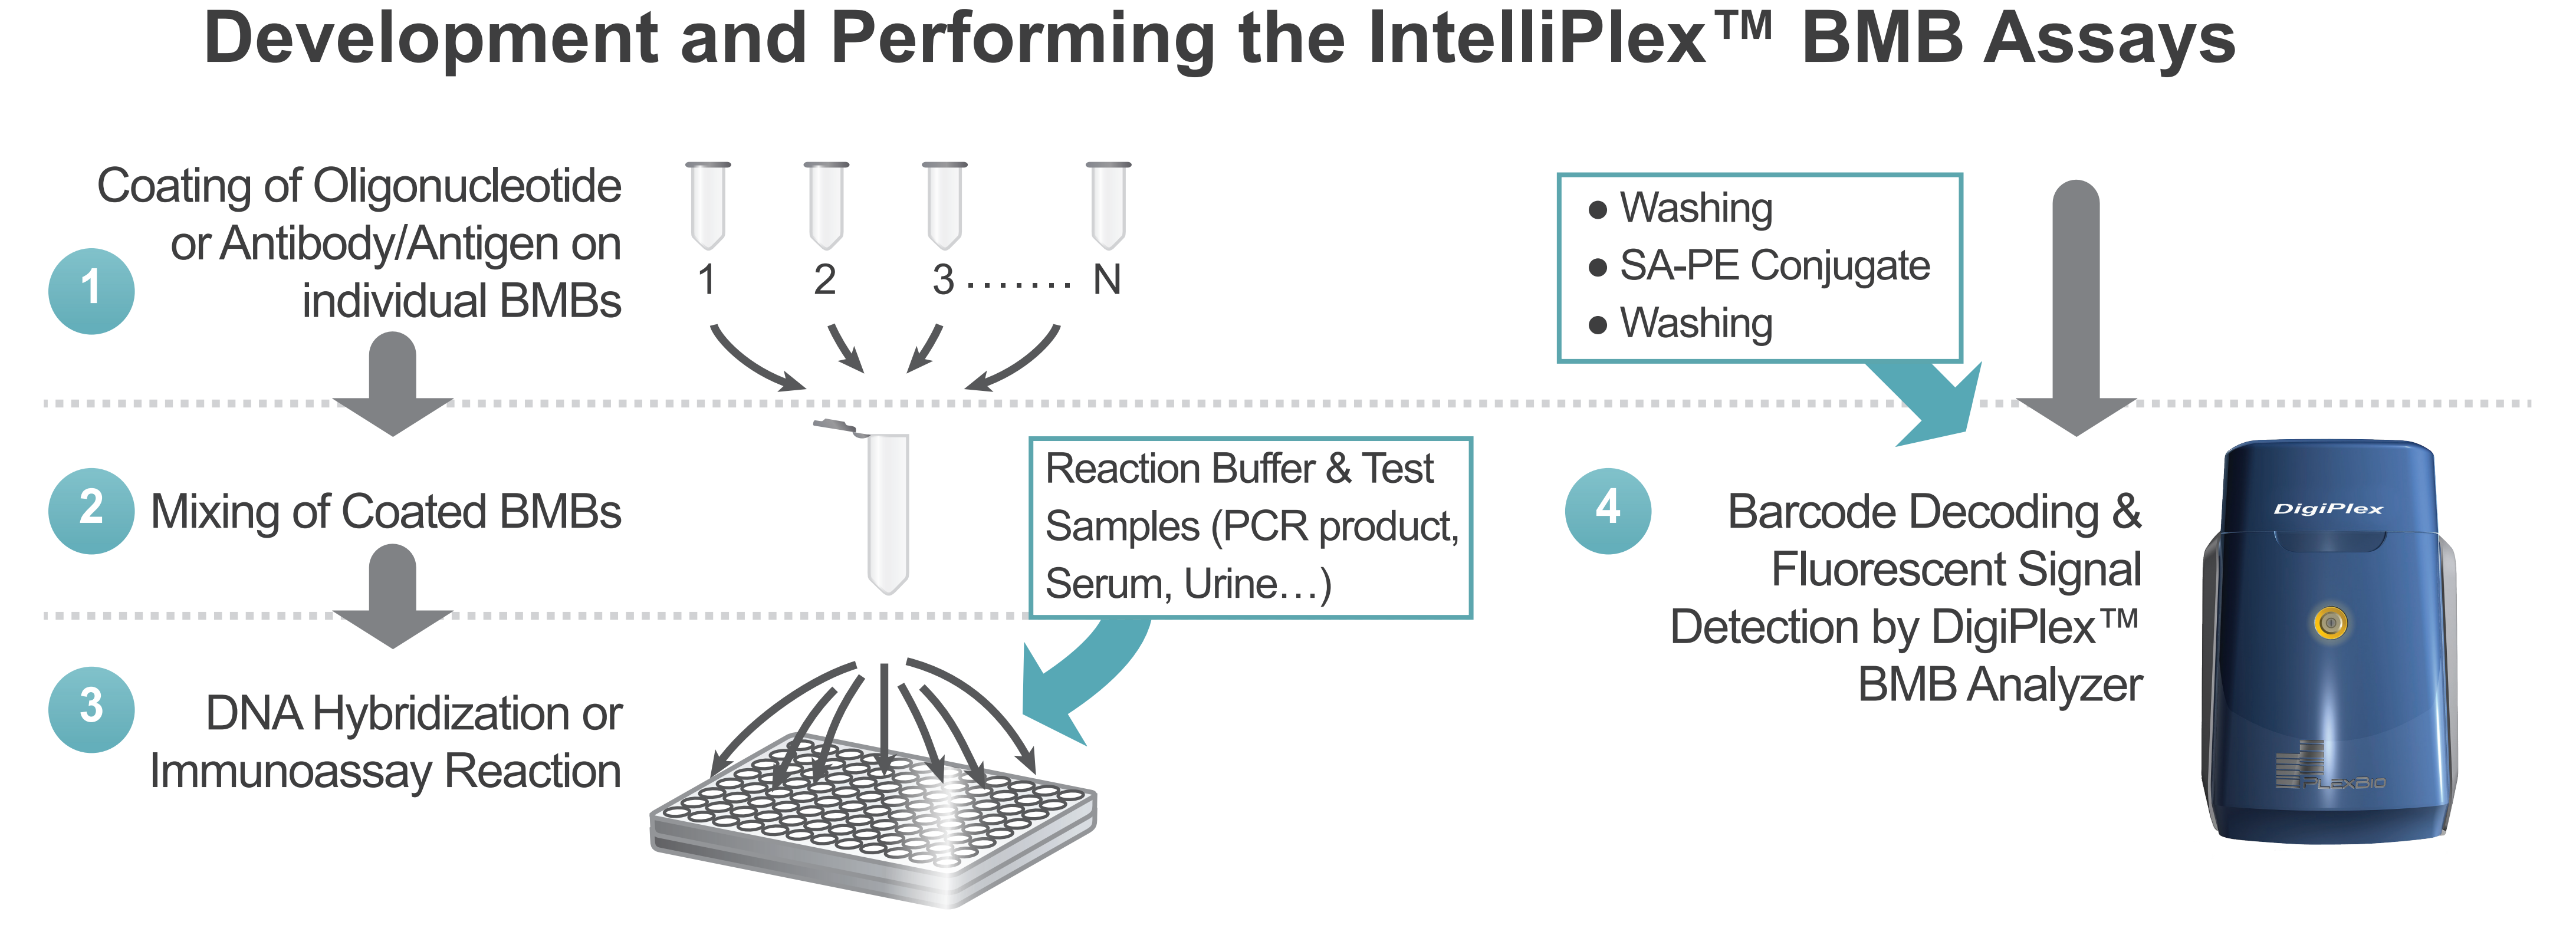 Development and Performing the IntelliPlex™ BMB Assays
1
Coating of Oligonucleotide
or Antibody/Antigen on
individual BMBs
1 2 3 ....... N
2
Mixing of Coated BMBs
Reaction Buffer & Test
Samples (PCR product,
Serum, Urine…)
3
DNA Hybridization or
Immunoassay Reaction
● Washing
● SA-PE Conjugate
● Washing
4
Barcode Decoding &
Fluorescent Signal
Detection by DigiPlex™
BMB Analyzer
DigiPlex
PLEXBIO